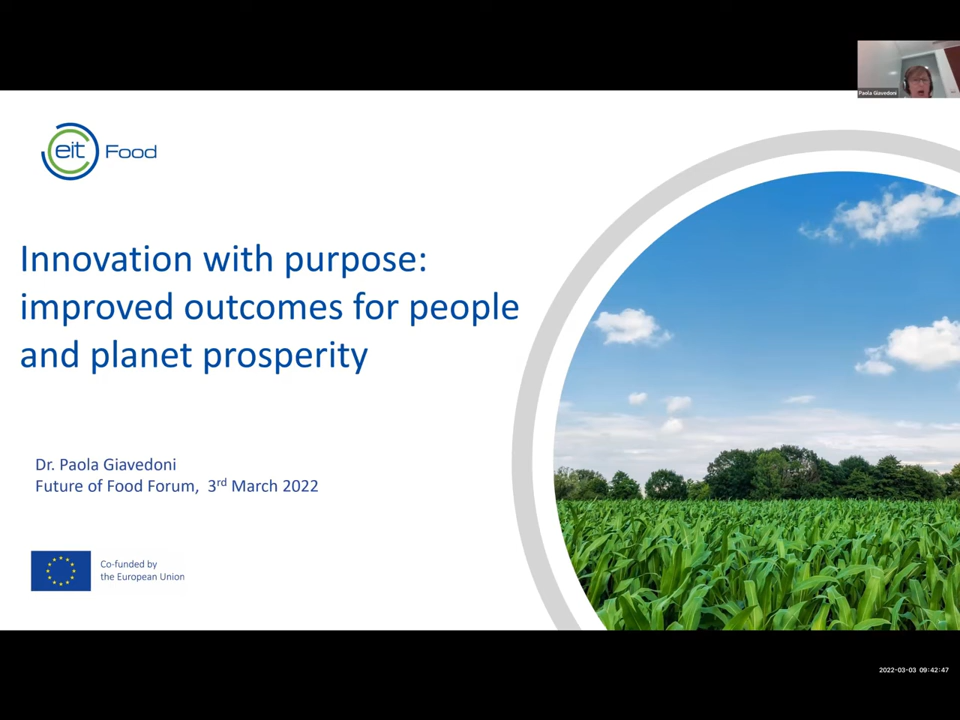 Paola Giavedoni
eit Food
Innovation with purpose:
improved outcomes for people
and planet prosperity
Dr. Paola Giavedoni
Future of Food Forum, 3rd March 2022
Co-funded by
the European Union
2022-03-03 09:42:47